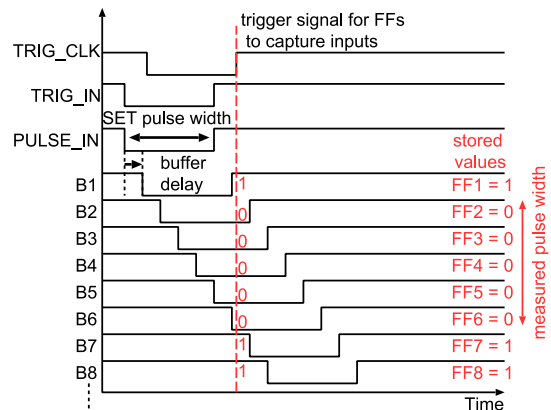 trigger signal for FFs
to capture inputs
TRIG_CLK
TRIG_IN
SET pulse width
PULSE_IN
stored
values
buffer
delay
B1 1 FF1 = 1
B2 0 FF2 = 0
B3 0 FF3 = 0
B4 0 FF4 = 0
B5 0 FF5 = 0
B6 0 FF6 = 0
B7 1 FF7 = 1
B8 1 FF8 = 1
measured pulse width
Time